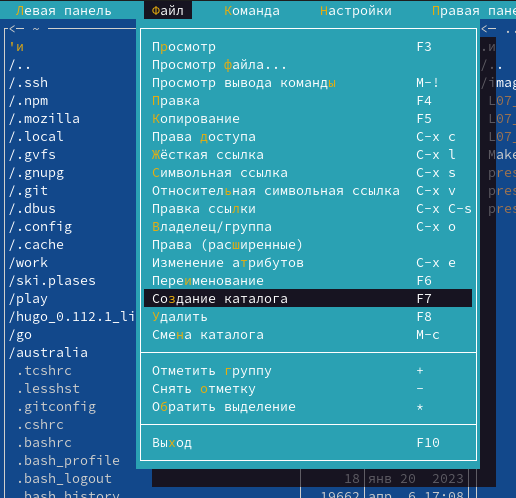 Левая панель Файл Команда Настройки Правая пан
<─ ~ <─ ..
'и .и
/.. /..
/.ssh /imag
/.npm L07_
/.mozilla L07_
/.local L07_
/.gvfs Make
/.gnupg pres
/.git pres
/.dbus pres
/.config
/.cache
/work
/ski.plases
/play
/hugo_0.112.1_li
/go
/australia
.tcshrc
.lesshst
.gitconfig
.cshrc
.bashrc
.bash_profile
.bash_logout
.bash_history
Просмотр F3
Просмотр файла...
Просмотр вывода команды M-!
Правка F4
Копирование F5
Права доступа C-x c
Жёсткая ссылка C-x l
Символьная ссылка C-x s
Относительная символьная ссылка C-x v
Правка ссылки C-x C-s
Владелец/группа C-x o
Права (расширенные)
Изменение атрибутов C-x e
Переименование F6
Создание каталога F7
Удалить F8
Смена каталога M-c
Отметить группу +
Снять отметку -
Обратить выделение *
Выход F10
18 янв 20 2023
19662 апр 6 17:08